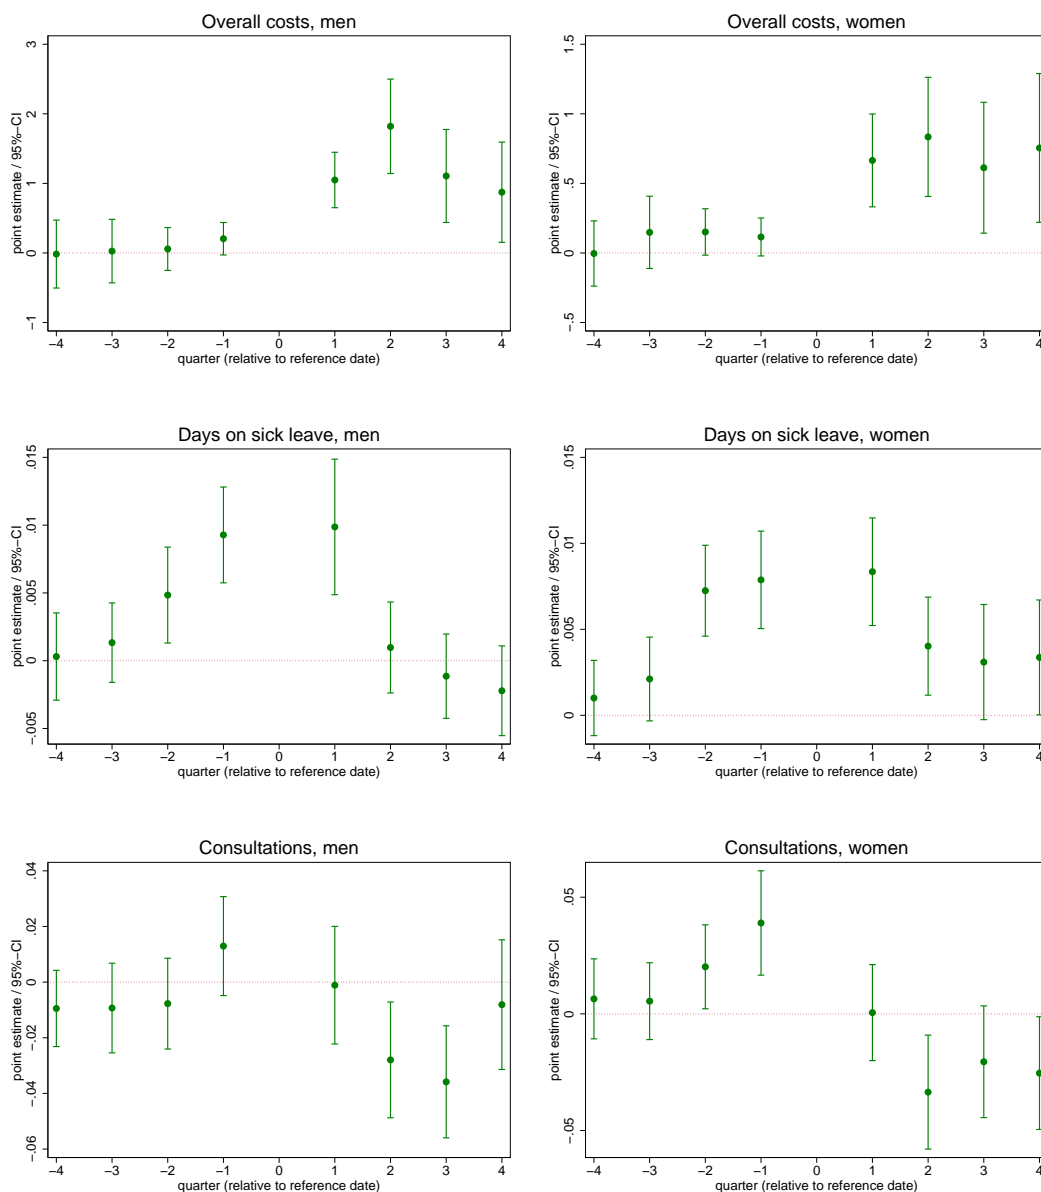 Overall costs, men
point estimate / 95%−CI
3
2
1
0
−1
−4 −3 −2 −1 0 1 2 3 4
quarter (relative to reference date)
Overall costs, women
point estimate / 95%−CI
1.5
1
.5
0
−.5
−4 −3 −2 −1 0 1 2 3 4
quarter (relative to reference date)
Days on sick leave, men
point estimate / 95%−CI
.015
.01
.005
0
−.005
−4 −3 −2 −1 0 1 2 3 4
quarter (relative to reference date)
Days on sick leave, women
point estimate / 95%−CI
.015
.01
.005
0
−4 −3 −2 −1 0 1 2 3 4
quarter (relative to reference date)
Consultations, men
point estimate / 95%−CI
.04
.02
0
−.02
−.04
−.06
−4 −3 −2 −1 0 1 2 3 4
quarter (relative to reference date)
Consultations, women
point estimate / 95%−CI
.05
0
−.05
−4 −3 −2 −1 0 1 2 3 4
quarter (relative to reference date)